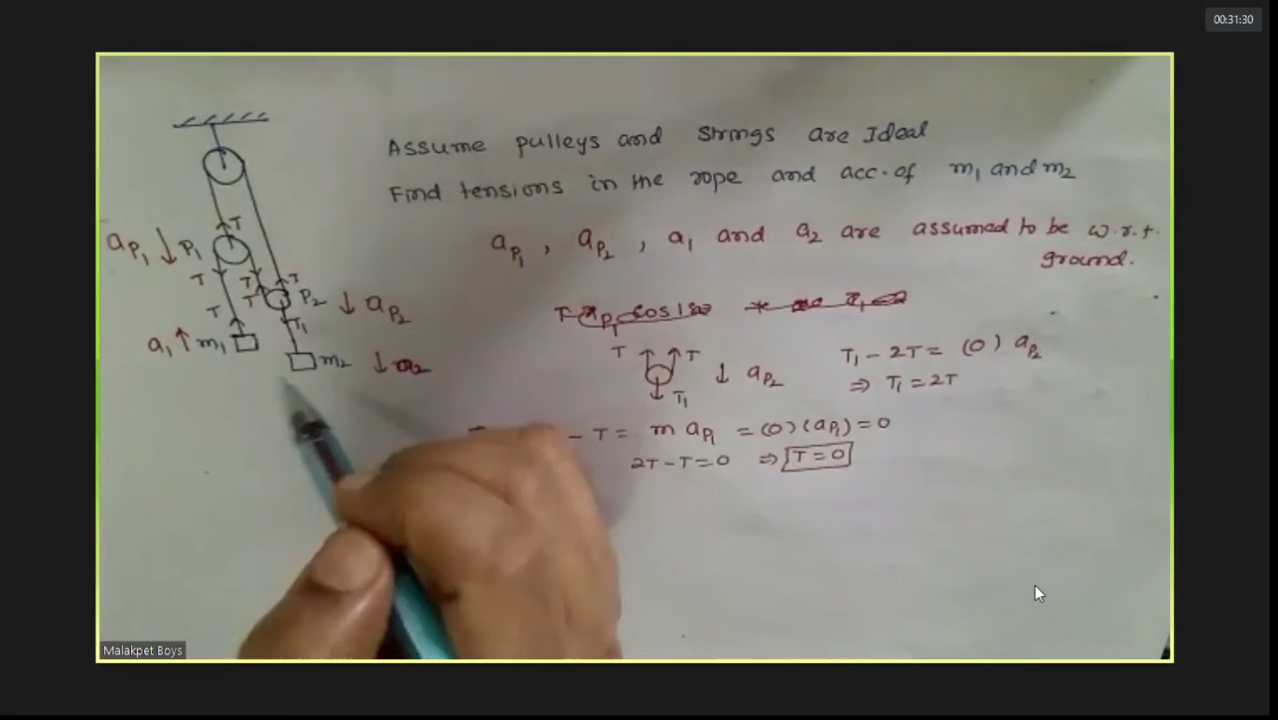 00:31:30
Assume pulleys and strings are Ideal
Find tensions in the rope and acc. of m₁ and m₂
aP₁ , aP₂ , a₁ and a₂ are assumed to be w.r.t.
ground.
aP₁ ↓ P₁
T
T T
T T T
P₂ ↓ aP₂
T T₁
a₁ ↑ m₁
m₂ ↓ a₂
T T
T₁ ↓ aP₂
T₁ - 2T = (0) aP₂
⇒ T₁ = 2T
- T = m aP₁ = (0) (aP₁) = 0
2T - T = 0 ⇒ T = 0
Malakpet Boys